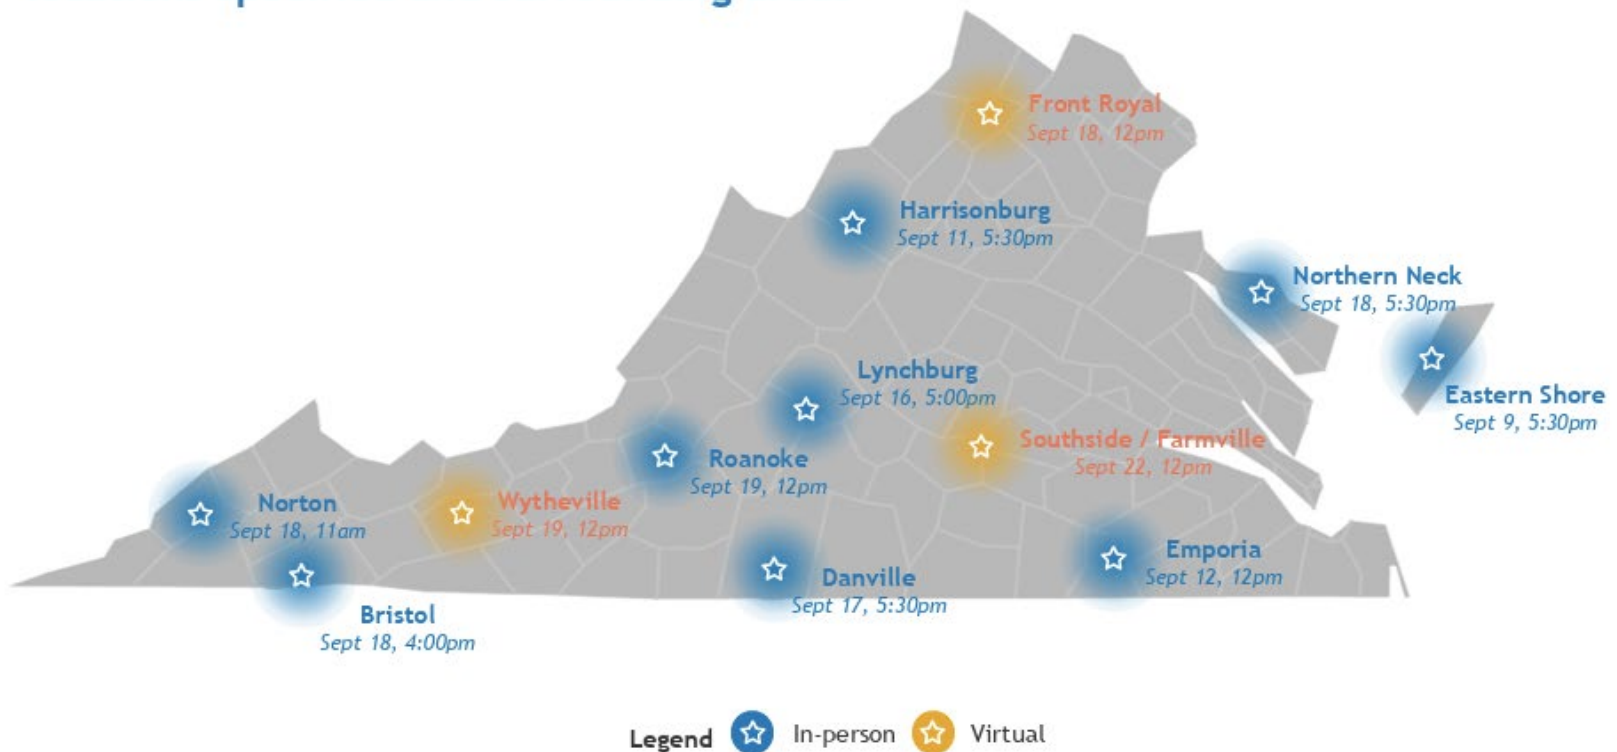 Front Royal
Sept 18, 12pm
Harrisonburg
Sept 11, 5:30pm
Northern Neck
Sept 18, 5:30pm
Eastern Shore
Sept 9, 5:30pm
Lynchburg
Sept 16, 5:00pm
Southside / Farmville
Sept 22, 12pm
Roanoke
Sept 19, 12pm
Norton
Sept 18, 11am
Wytheville
Sept 19, 12pm
Emporia
Sept 12, 12pm
Danville
Sept 17, 5:30pm
Bristol
Sept 18, 4:00pm
Legend In-person Virtual